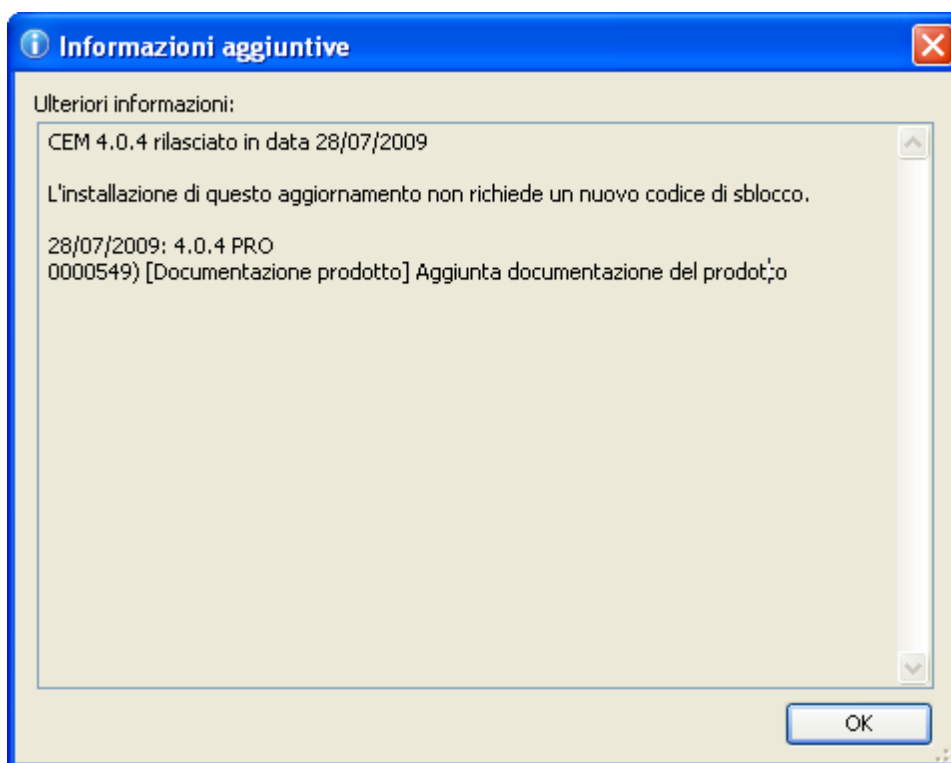 Informazioni aggiuntive
Ulteriori informazioni:
CEM 4.0.4 rilasciato in data 28/07/2009
L'installazione di questo aggiornamento non richiede un nuovo codice di sblocco.
28/07/2009: 4.0.4 PRO
0000549) [Documentazione prodotto] Aggiunta documentazione del prodotto
OK